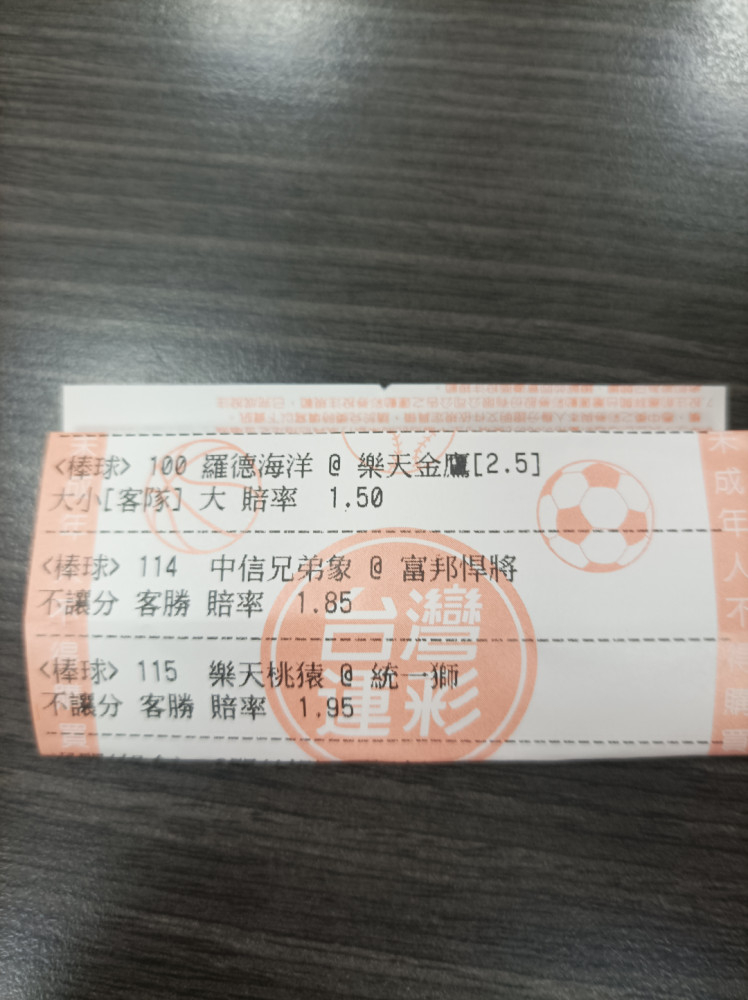 <棒球> 100 羅德海洋 @ 樂天金鷹[2.5]
大小[客隊] 大 賠率 1.50
<棒球> 114 中信兄弟象 @ 富邦悍將
不讓分 客勝 賠率 1.85
<棒球> 115 樂天桃猿 @ 統一獅
不讓分 客勝 賠率 1.95
台灣
運彩
未成年人不得購買